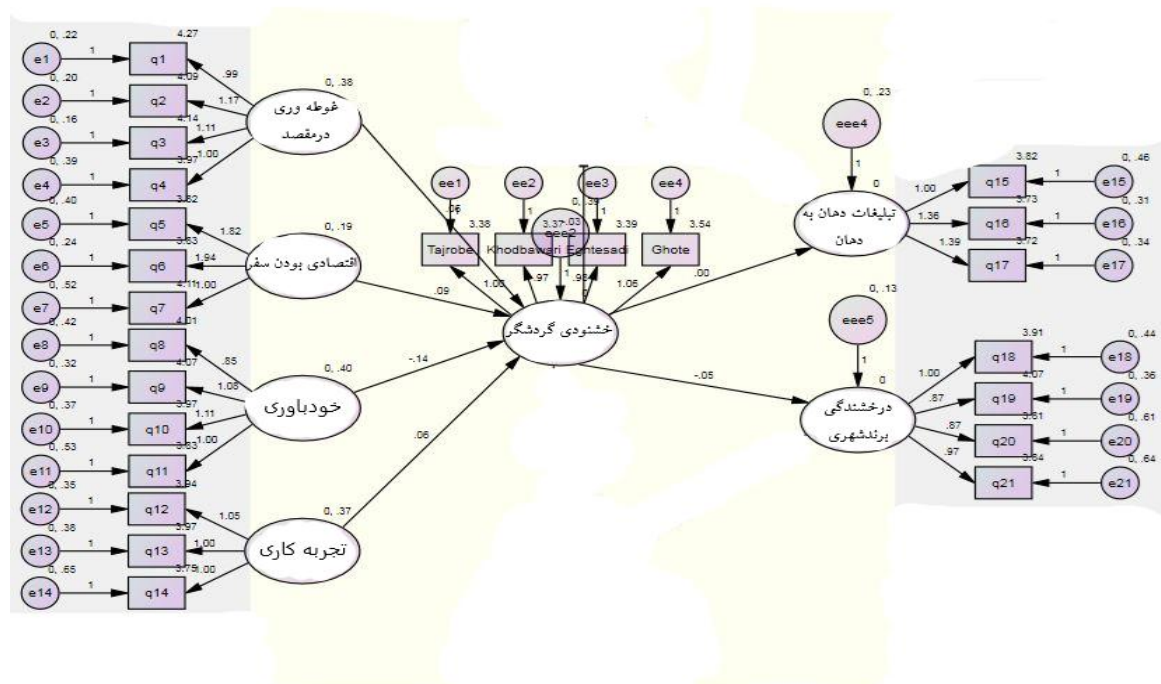 0, .22
e1
1
q1
4.27
.99
0, .20
e2
1
q2
4.09
1.17
0, .16
e3
1
q3
4.14
1.11
0, .39
e4
1
q4
3.97
1.00
0, .38
غوطه وری
درمقصد
0, .40
e5
1
q5
3.82
1.82
0, .24
e6
1
q6
1.94
0, .52
e7
1
q7
4.11
1.00
0, .19
اقتصادی بودن سفر
0, .42
e8
1
q8
4.01
.85
0, .32
e9
1
q9
4.07
1.08
0, .37
e10
1
q10
3.97
1.11
0, .53
e11
1
q11
3.83
1.00
0, .40
خودباوری
0, .35
e12
1
q12
3.94
1.05
0, .38
e13
1
q13
3.97
1.00
0, .65
e14
1
q14
3.75
1.00
0, .37
تجربه کاری
.09
-.14
.06
ee1
ee2
ee3
ee4
1
1
1
1
3.38
3.37
3.39
3.54
Tajrobe
Khodbawari
Eghtesadi
Ghote
0, .39
-.03
1
.97
1.06
خشنودی گردشگر
.00
-.05
0, .23
eee4
1
0
تبلیغات دهان به
دهان
1.00
3.82
q15
1
0, .46
e15
1.36
3.73
q16
1
0, .31
e16
1.39
3.72
q17
1
0, .34
e17
0, .13
eee5
1
0
درخشندگی
برندشهری
1.00
3.91
q18
1
0, .44
e18
.87
4.07
q19
1
0, .36
e19
.87
3.81
q20
1
0, .61
e20
.97
3.84
q21
1
0, .64
e21